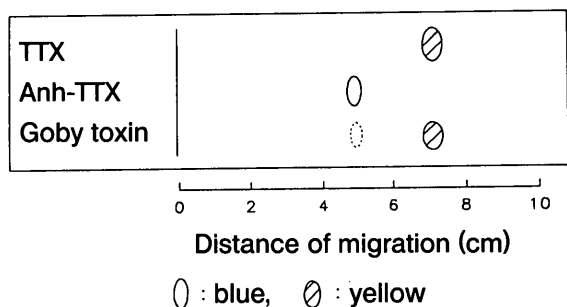 TTX
Anh-TTX
Goby toxin
0 2 4 6 8 10
Distance of migration (cm)
: blue, : yellow